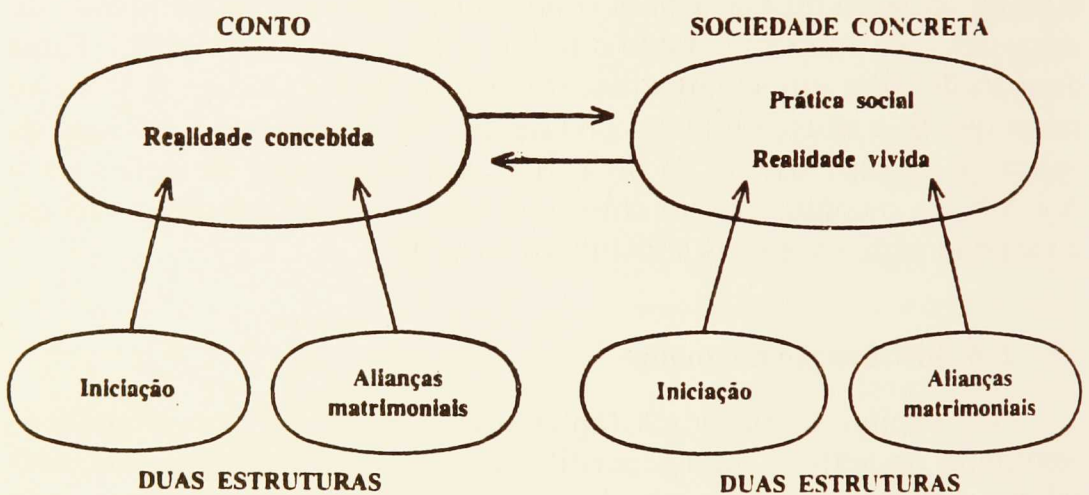 CONTO
Realidade concebida
Iniciação
Alianças
matrimoniais
DUAS ESTRUTURAS
SOCIEDADE CONCRETA
Prática social
Realidade vivida
Iniciação
Alianças
matrimoniais
DUAS ESTRUTURAS